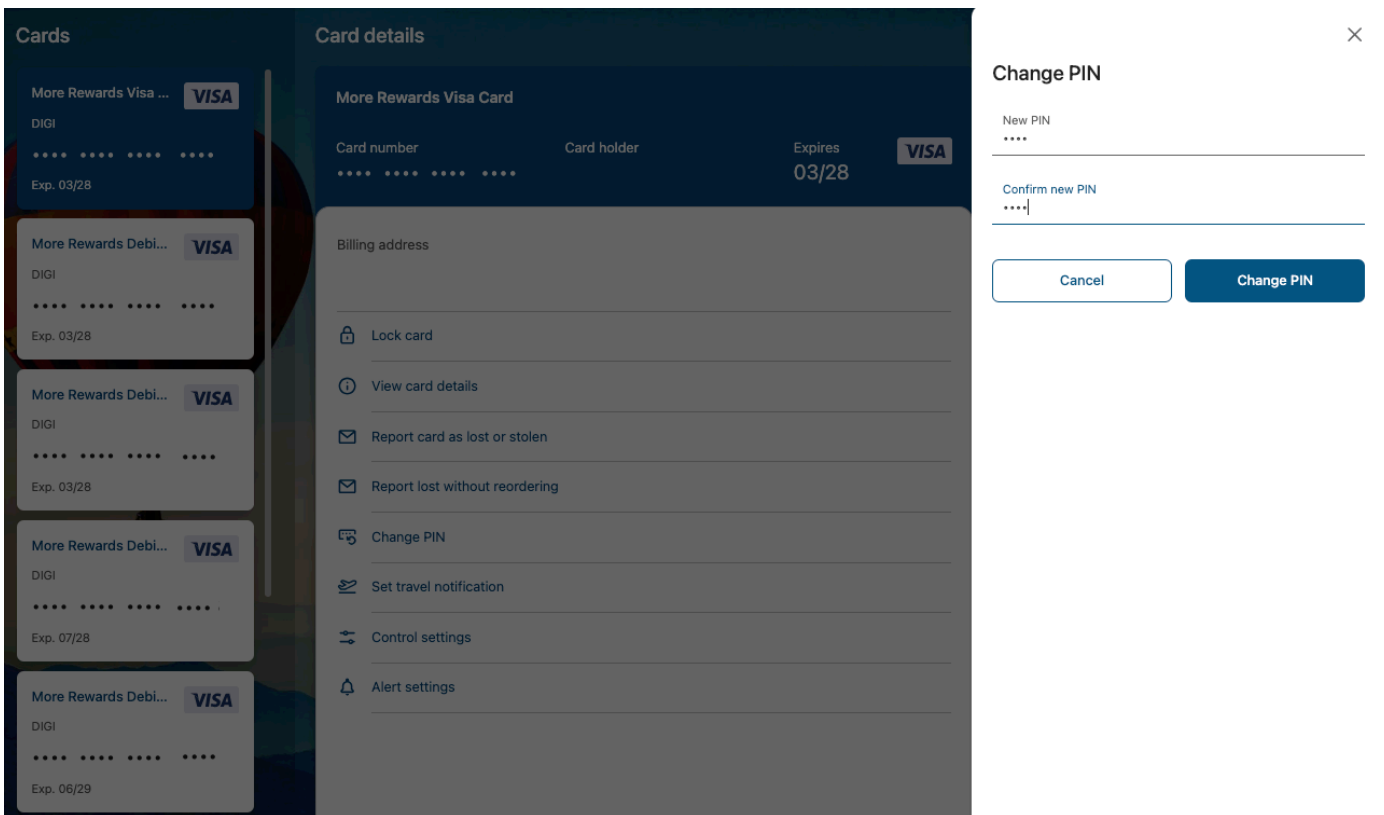 Cards
More Rewards Visa ...
VISA
DIGI
•••• •••• •••• ••••
Exp. 03/28
More Rewards Debi...
VISA
DIGI
•••• •••• •••• ••••
Exp. 03/28
More Rewards Debi...
VISA
DIGI
•••• •••• •••• ••••
Exp. 03/28
More Rewards Debi...
VISA
DIGI
•••• •••• •••• ••••
Exp. 07/28
More Rewards Debi...
VISA
DIGI
•••• •••• •••• ••••
Exp. 06/29
Card details
More Rewards Visa Card
Card number Card holder Expires
•••• •••• •••• •••• 03/28
VISA
Billing address
Lock card
View card details
Report card as lost or stolen
Report lost without reordering
Change PIN
Set travel notification
Control settings
Alert settings
Change PIN
New PIN
••••
Confirm new PIN
••••
Cancel Change PIN